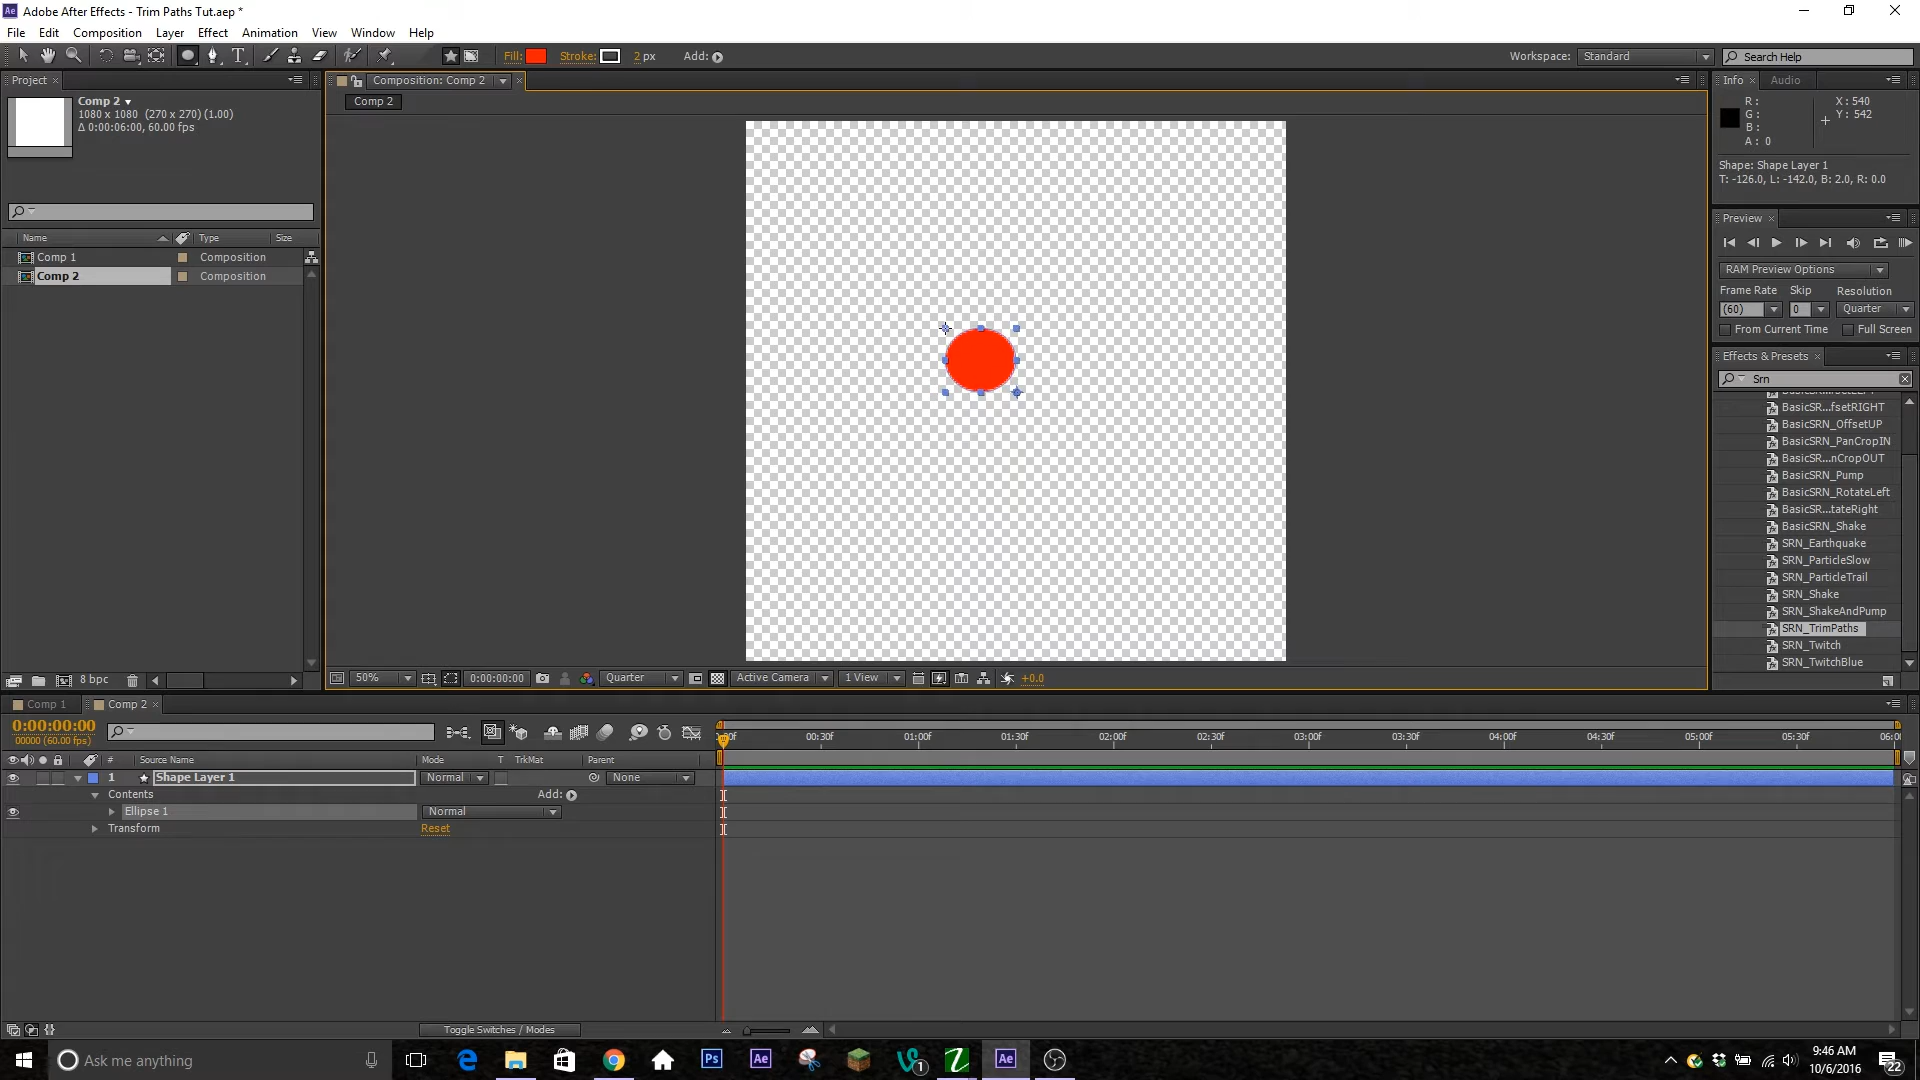 Ae Adobe After Effects - Trim Paths Tut.aep *
File Edit Composition Layer Effect Animation View Window Help
Fill: Stroke: 2 px Add:
Workspace: Standard Search Help
Project
Comp 2
1080 x 1080 (270 x 270) (1.00)
Δ 0:00:06:00, 60.00 fps
Name Type Size
Comp 1 Composition
Comp 2 Composition
8 bpc
Composition: Comp 2
Comp 2
50% 0:00:00:00 Quarter Active Camera 1 View +0.0
Info Audio
R : X : 540
G : Y : 542
B :
A : 0
Shape: Shape Layer 1
T: -126.0, L: -142.0, B: 2.0, R: 0.0
Preview
RAM Preview Options
Frame Rate Skip Resolution
(60) 0 Quarter
From Current Time Full Screen
Effects & Presets
Srn
BasicSR...fsetRIGHT
BasicSRN_OffsetUP
BasicSRN_PanCropIN
BasicSR...nCropOUT
BasicSRN_Pump
BasicSRN_RotateLeft
BasicSR...tateRight
BasicSRN_Shake
SRN_Earthquake
SRN_ParticleSlow
SRN_ParticleTrail
SRN_Shake
SRN_ShakeAndPump
SRN_TrimPaths
SRN_Twitch
SRN_TwitchBlue
Comp 1 Comp 2
0:00:00:00
00000 (60.00 fps)
00:30f 01:00f 01:30f 02:00f 02:30f 03:00f 03:30f 04:00f 04:30f 05:00f 05:30f
# Source Name Mode T TrkMat Parent
1 Shape Layer 1 Normal None
Contents Add:
Ellipse 1 Normal
Transform Reset
Toggle Switches / Modes
Ask me anything
Ps Ae Ae
1
9:46 AM
10/6/2016
22